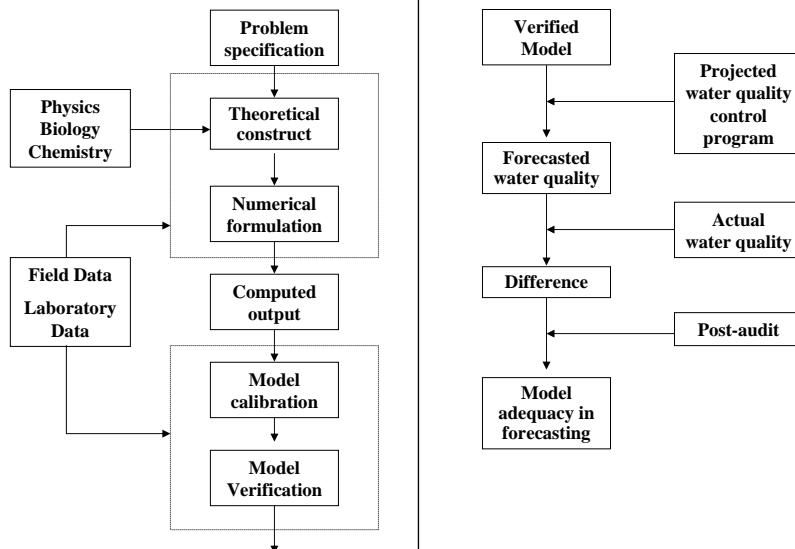 Problem
specification
Physics
Biology
Chemistry
Theoretical
construct
Numerical
formulation
Field Data
Laboratory
Data
Computed
output
Model
calibration
Model
Verification
Verified
Model
Projected
water quality
control
program
Forecasted
water quality
Actual
water quality
Difference
Post-audit
Model
adequacy in
forecasting